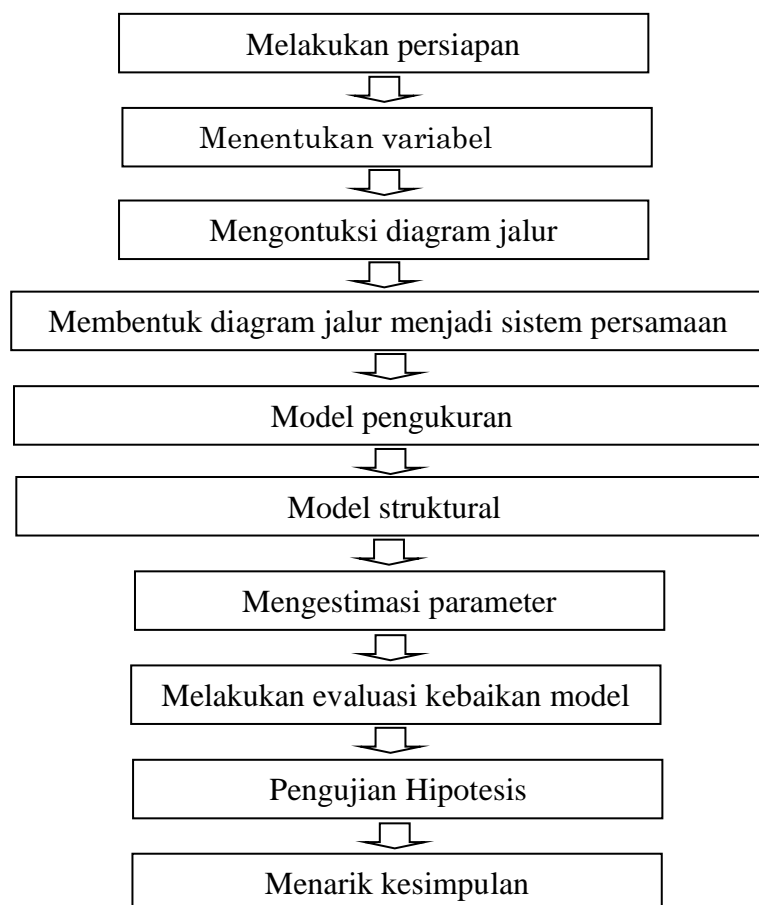 Melakukan persiapan
Menentukan variabel
Mengontuksi diagram jalur
Membentuk diagram jalur menjadi sistem persamaan
Model pengukuran
Model struktural
Mengestimasi parameter
Melakukan evaluasi kebaikan model
Pengujian Hipotesis
Menarik kesimpulan